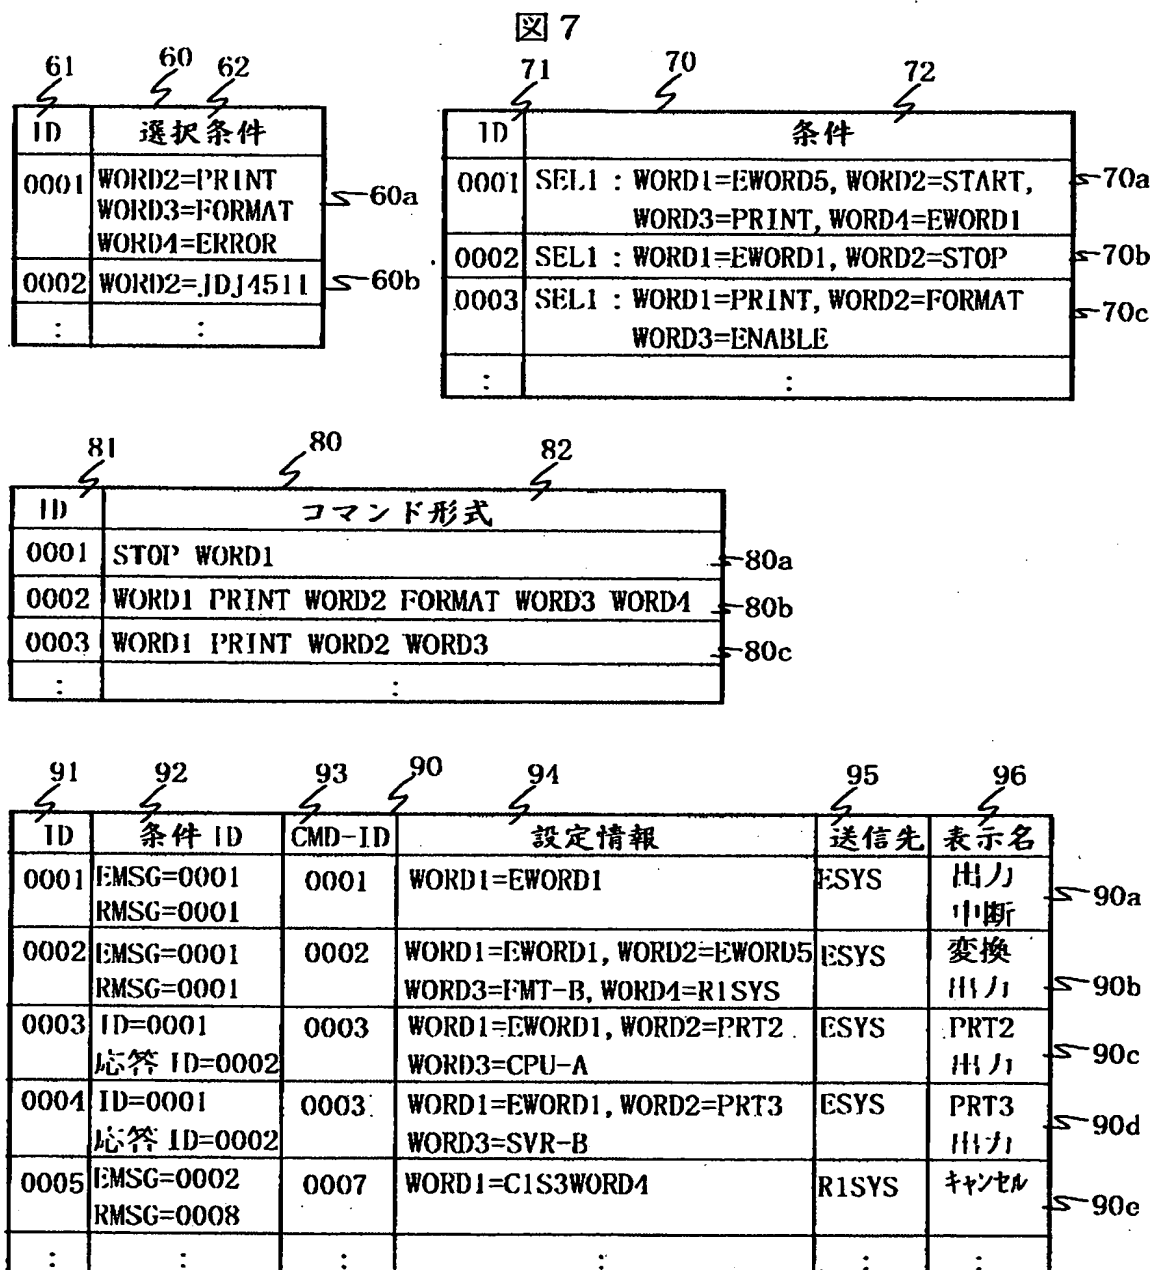 図7
61 60 62
ID 選択条件
0001 WORD2=PRINT
WORD3=FORMAT
WORD4=ERROR
60a
0002 WORD2=JDJ4511
60b
: :
71 70 72
ID 条件
0001 SEL1 : WORD1=EWORD5, WORD2=START,
WORD3=PRINT, WORD4=EWORD1
70a
0002 SEL1 : WORD1=EWORD1, WORD2=STOP
70b
0003 SEL1 : WORD1=PRINT, WORD2=FORMAT
WORD3=ENABLE
70c
: :
81 80 82
ID コマンド形式
0001 STOP WORD1
80a
0002 WORD1 PRINT WORD2 FORMAT WORD3 WORD4
80b
0003 WORD1 PRINT WORD2 WORD3
80c
: :
91 92 93 90 94 95 96
ID 条件ID CMD-ID 設定情報 送信先 表示名
0001 EMSG=0001 0001 WORD1=EWORD1 ESYS 出力
RMSG=0001 中断
90a
0002 EMSG=0001 0002 WORD1=EWORD1, WORD2=EWORD5 ESYS 変換
RMSG=0001 WORD3=FMT-B, WORD4=R1SYS 出力
90b
0003 ID=0001 0003 WORD1=EWORD1, WORD2=PRT2 ESYS PRT2
応答ID=0002 WORD3=CPU-A 出力
90c
0004 ID=0001 0003 WORD1=EWORD1, WORD2=PRT3 ESYS PRT3
応答ID=0002 WORD3=SVR-B 出力
90d
0005 EMSG=0002 0007 WORD1=C1S3WORD4 R1SYS キャンセル
RMSG=0008
90e
: : : : : :